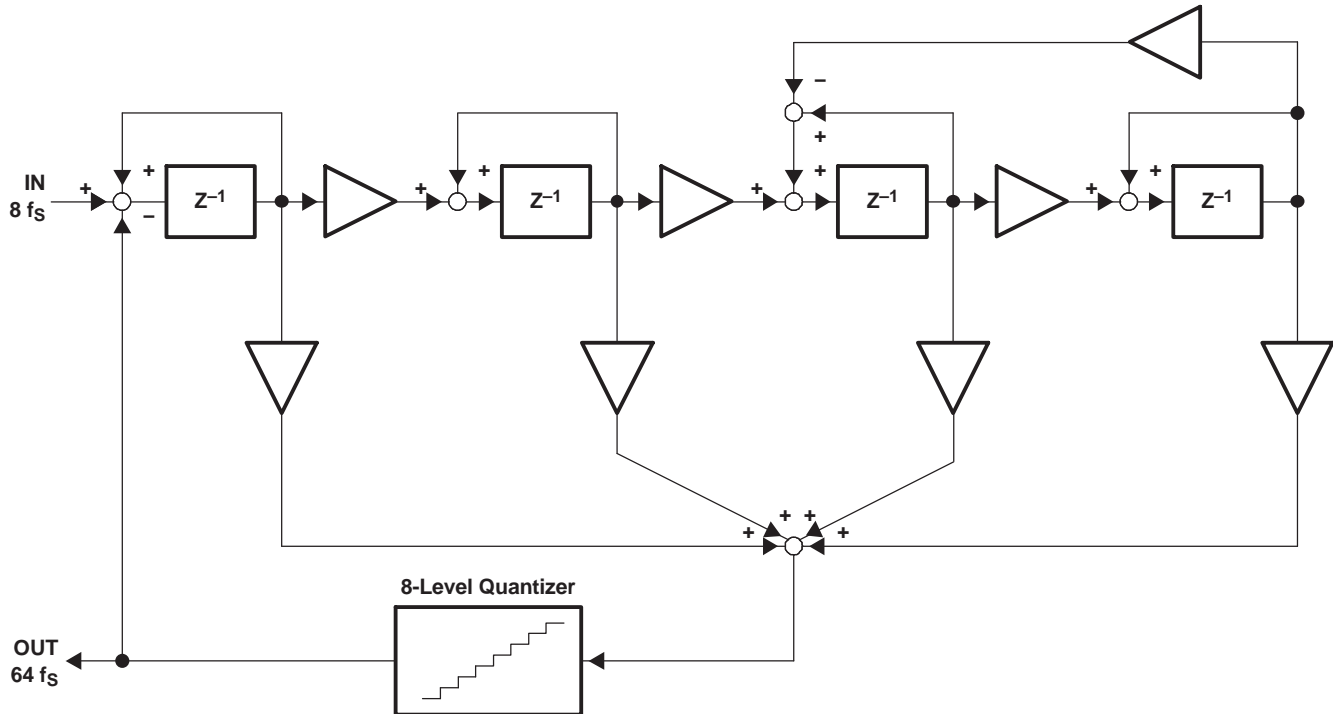 −
+
+ + + +
IN + + + + + + +
8 fS − Z–1 Z–1 Z–1 Z–1
+ +
+ +
8-Level Quantizer
OUT
64 fS